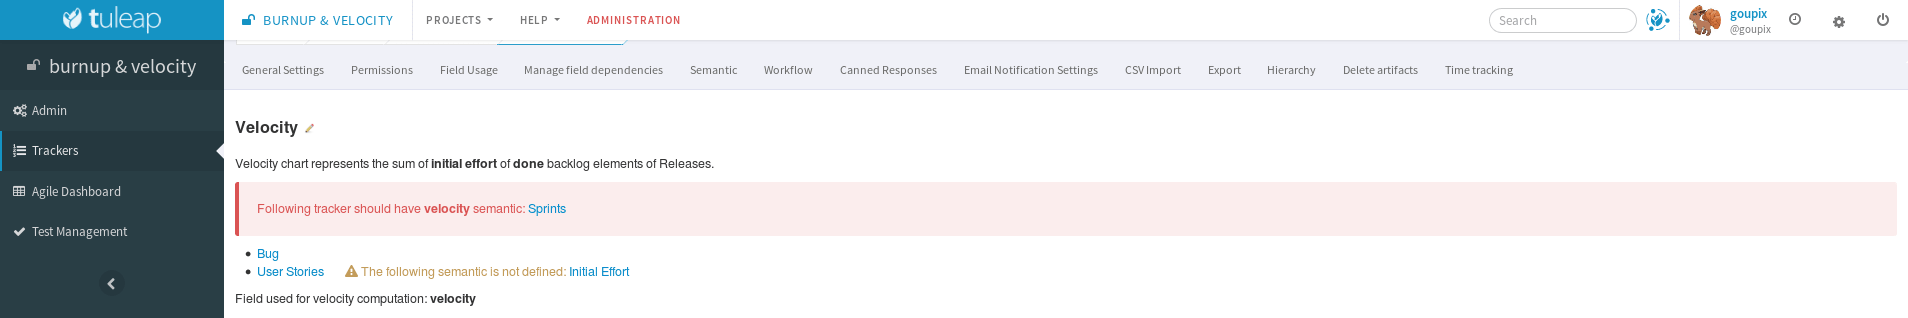 tuleap BURNUP & VELOCITY PROJECTS HELP ADMINISTRATION Search goupix
@goupix
burnup & velocity
General Settings Permissions Field Usage Manage field dependencies Semantic Workflow Canned Responses Email Notification Settings CSV Import Export Hierarchy Delete artifacts Time tracking
Admin
Trackers
Agile Dashboard
Test Management
Velocity
Velocity chart represents the sum of initial effort of done backlog elements of Releases.
Following tracker should have velocity semantic: Sprints
• Bug
• User Stories The following semantic is not defined: Initial Effort
Field used for velocity computation: velocity